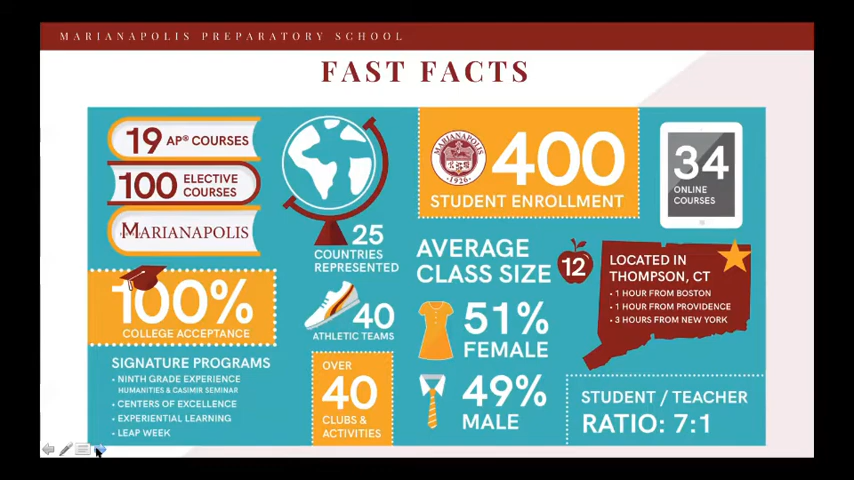 MARIANAPOLIS PREPARATORY SCHOOL
FAST FACTS
19 AP® COURSES
100 ELECTIVE
COURSES
MARIANAPOLIS
25
COUNTRIES
REPRESENTED
MARIANAPOLIS
1926
400
STUDENT ENROLLMENT
34
ONLINE
COURSES
100%
COLLEGE ACCEPTANCE
40
ATHLETIC TEAMS
AVERAGE
CLASS SIZE
12
51%
FEMALE
49%
MALE
LOCATED IN
THOMPSON, CT
• 1 HOUR FROM BOSTON
• 1 HOUR FROM PROVIDENCE
• 3 HOURS FROM NEW YORK
SIGNATURE PROGRAMS
• NINTH GRADE EXPERIENCE
HUMANITIES & CASIMIR SEMINAR
• CENTERS OF EXCELLENCE
• EXPERIENTIAL LEARNING
• LEAP WEEK
OVER
40
CLUBS &
ACTIVITIES
STUDENT / TEACHER
RATIO: 7:1